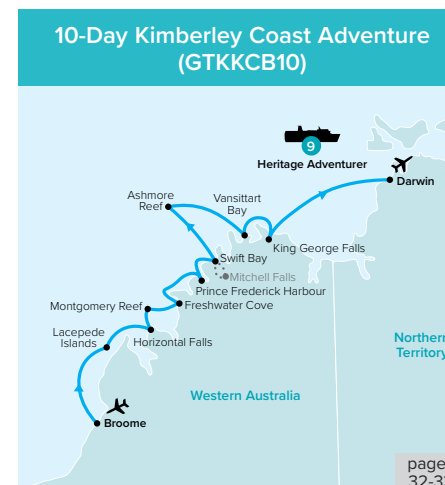 10-Day Kimberley Coast Adventure
(GTKKCB10)
9
Heritage Adventurer
Darwin
Ashmore
Reef
Vansittart
Bay
King George Falls
Swift Bay
Mitchell Falls
Prince Frederick Harbour
Freshwater Cove
Montgomery Reef
Horizontal Falls
Lacepede
Islands
Northern
Territory
Western Australia
Broome
page